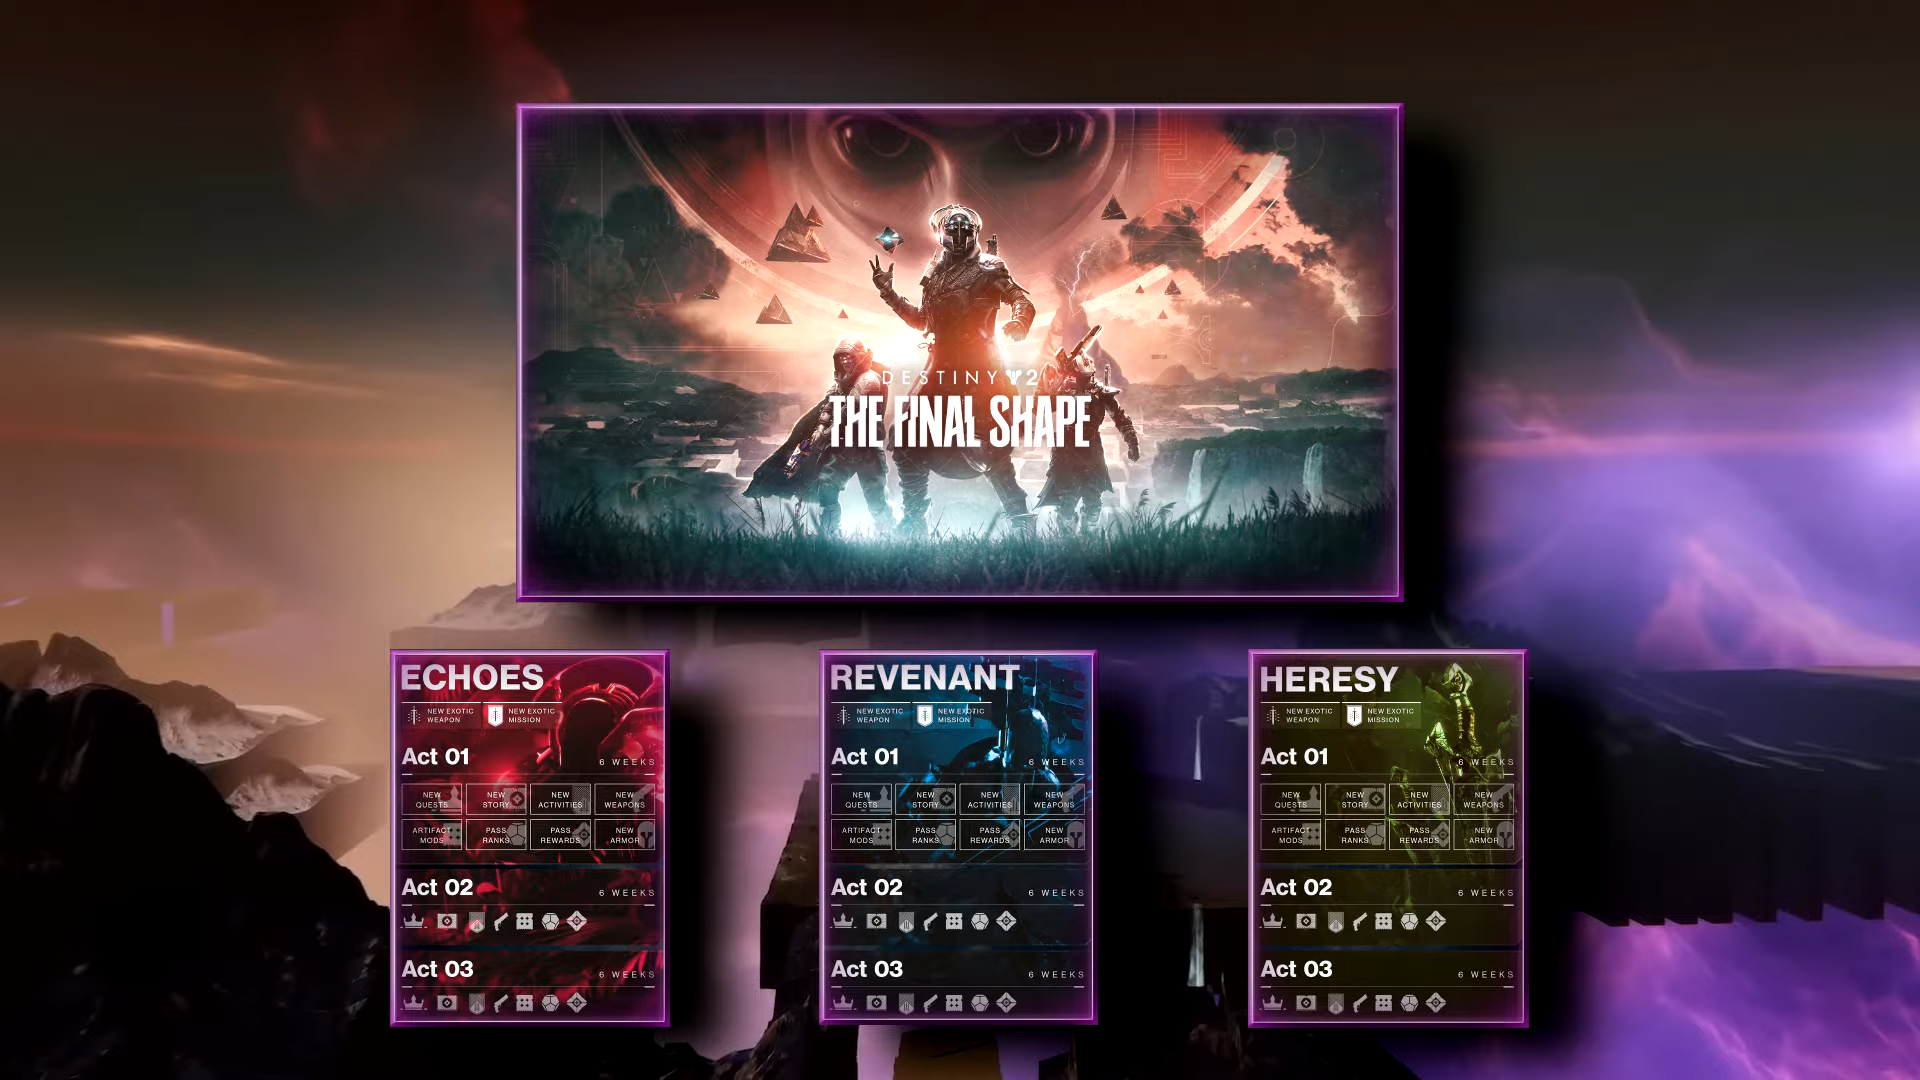 DESTINY 2
THE FINAL SHAPE
ECHOES
NEW EXOTIC
WEAPON
NEW EXOTIC
MISSION
Act 01
6 WEEKS
NEW
QUESTS
NEW
STORY
NEW
ACTIVITIES
NEW
WEAPONS
ARTIFACT
MODS
PASS
RANKS
PASS
REWARDS
NEW
ARMOR
Act 02
6 WEEKS
Act 03
6 WEEKS
REVENANT
NEW EXOTIC
WEAPON
NEW EXOTIC
MISSION
Act 01
6 WEEKS
NEW
QUESTS
NEW
STORY
NEW
ACTIVITIES
NEW
WEAPONS
ARTIFACT
MODS
PASS
RANKS
PASS
REWARDS
NEW
ARMOR
Act 02
6 WEEKS
Act 03
6 WEEKS
HERESY
NEW EXOTIC
WEAPON
NEW EXOTIC
MISSION
Act 01
6 WEEKS
NEW
QUESTS
NEW
STORY
NEW
ACTIVITIES
NEW
WEAPONS
ARTIFACT
MODS
PASS
RANKS
PASS
REWARDS
NEW
ARMOR
Act 02
6 WEEKS
Act 03
6 WEEKS